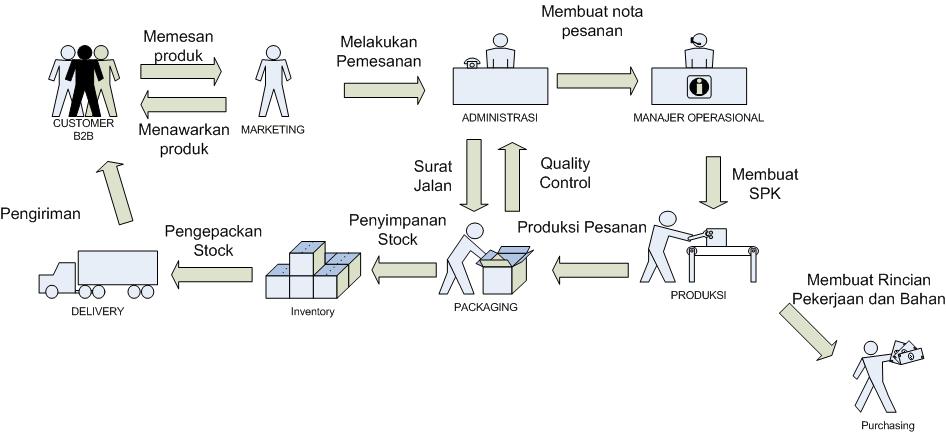 Memesan
produk
Melakukan
Pemesanan
Membuat nota
pesanan
CUSTOMER
B2B
Menawarkan
produk
MARKETING
ADMINISTRASI
MANAJER OPERASIONAL
Surat
Jalan
Quality
Control
Membuat
SPK
Pengiriman
Pengepackan
Stock
Penyimpanan
Stock
Produksi Pesanan
DELIVERY
Inventory
PACKAGING
PRODUKSI
Membuat Rincian
Pekerjaan dan Bahan
Purchasing